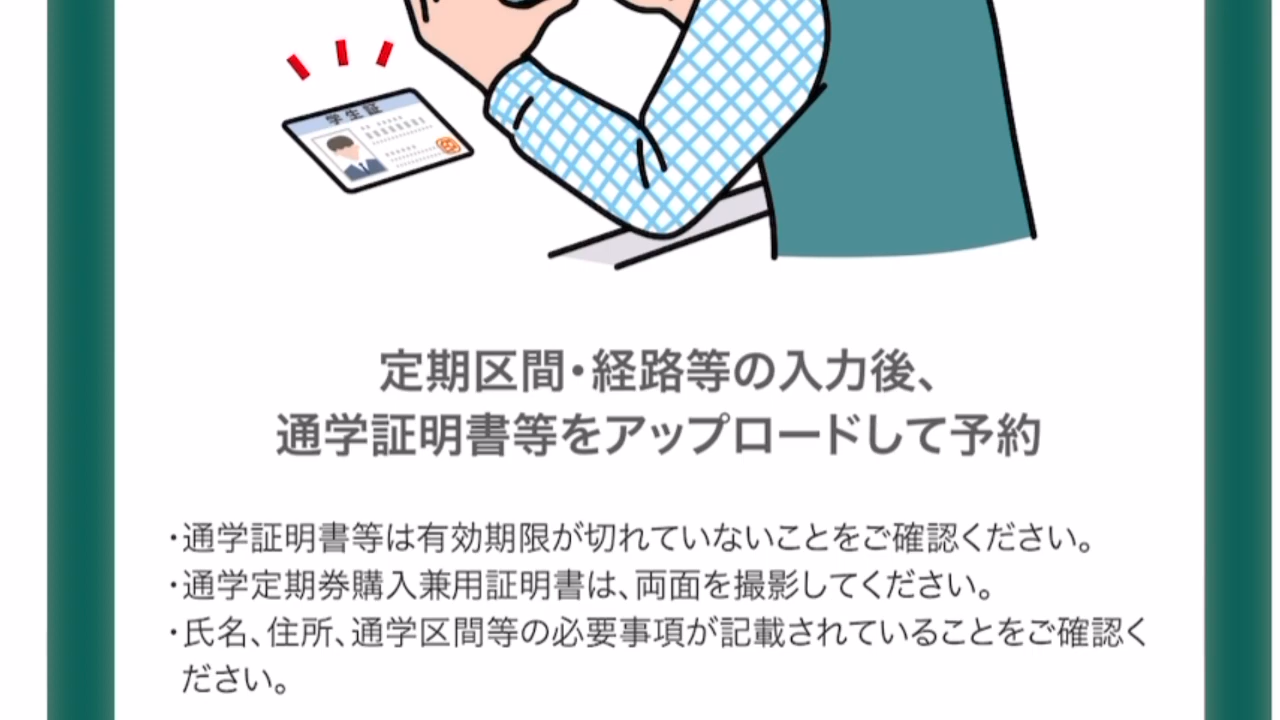 学生証
定期区間・経路等の入力後、
通学証明書等をアップロードして予約
・通学証明書等は有効期限が切れていないことをご確認ください。
・通学定期券購入兼用証明書は、両面を撮影してください。
・氏名、住所、通学区間等の必要事項が記載されていることをご確認く
ださい。